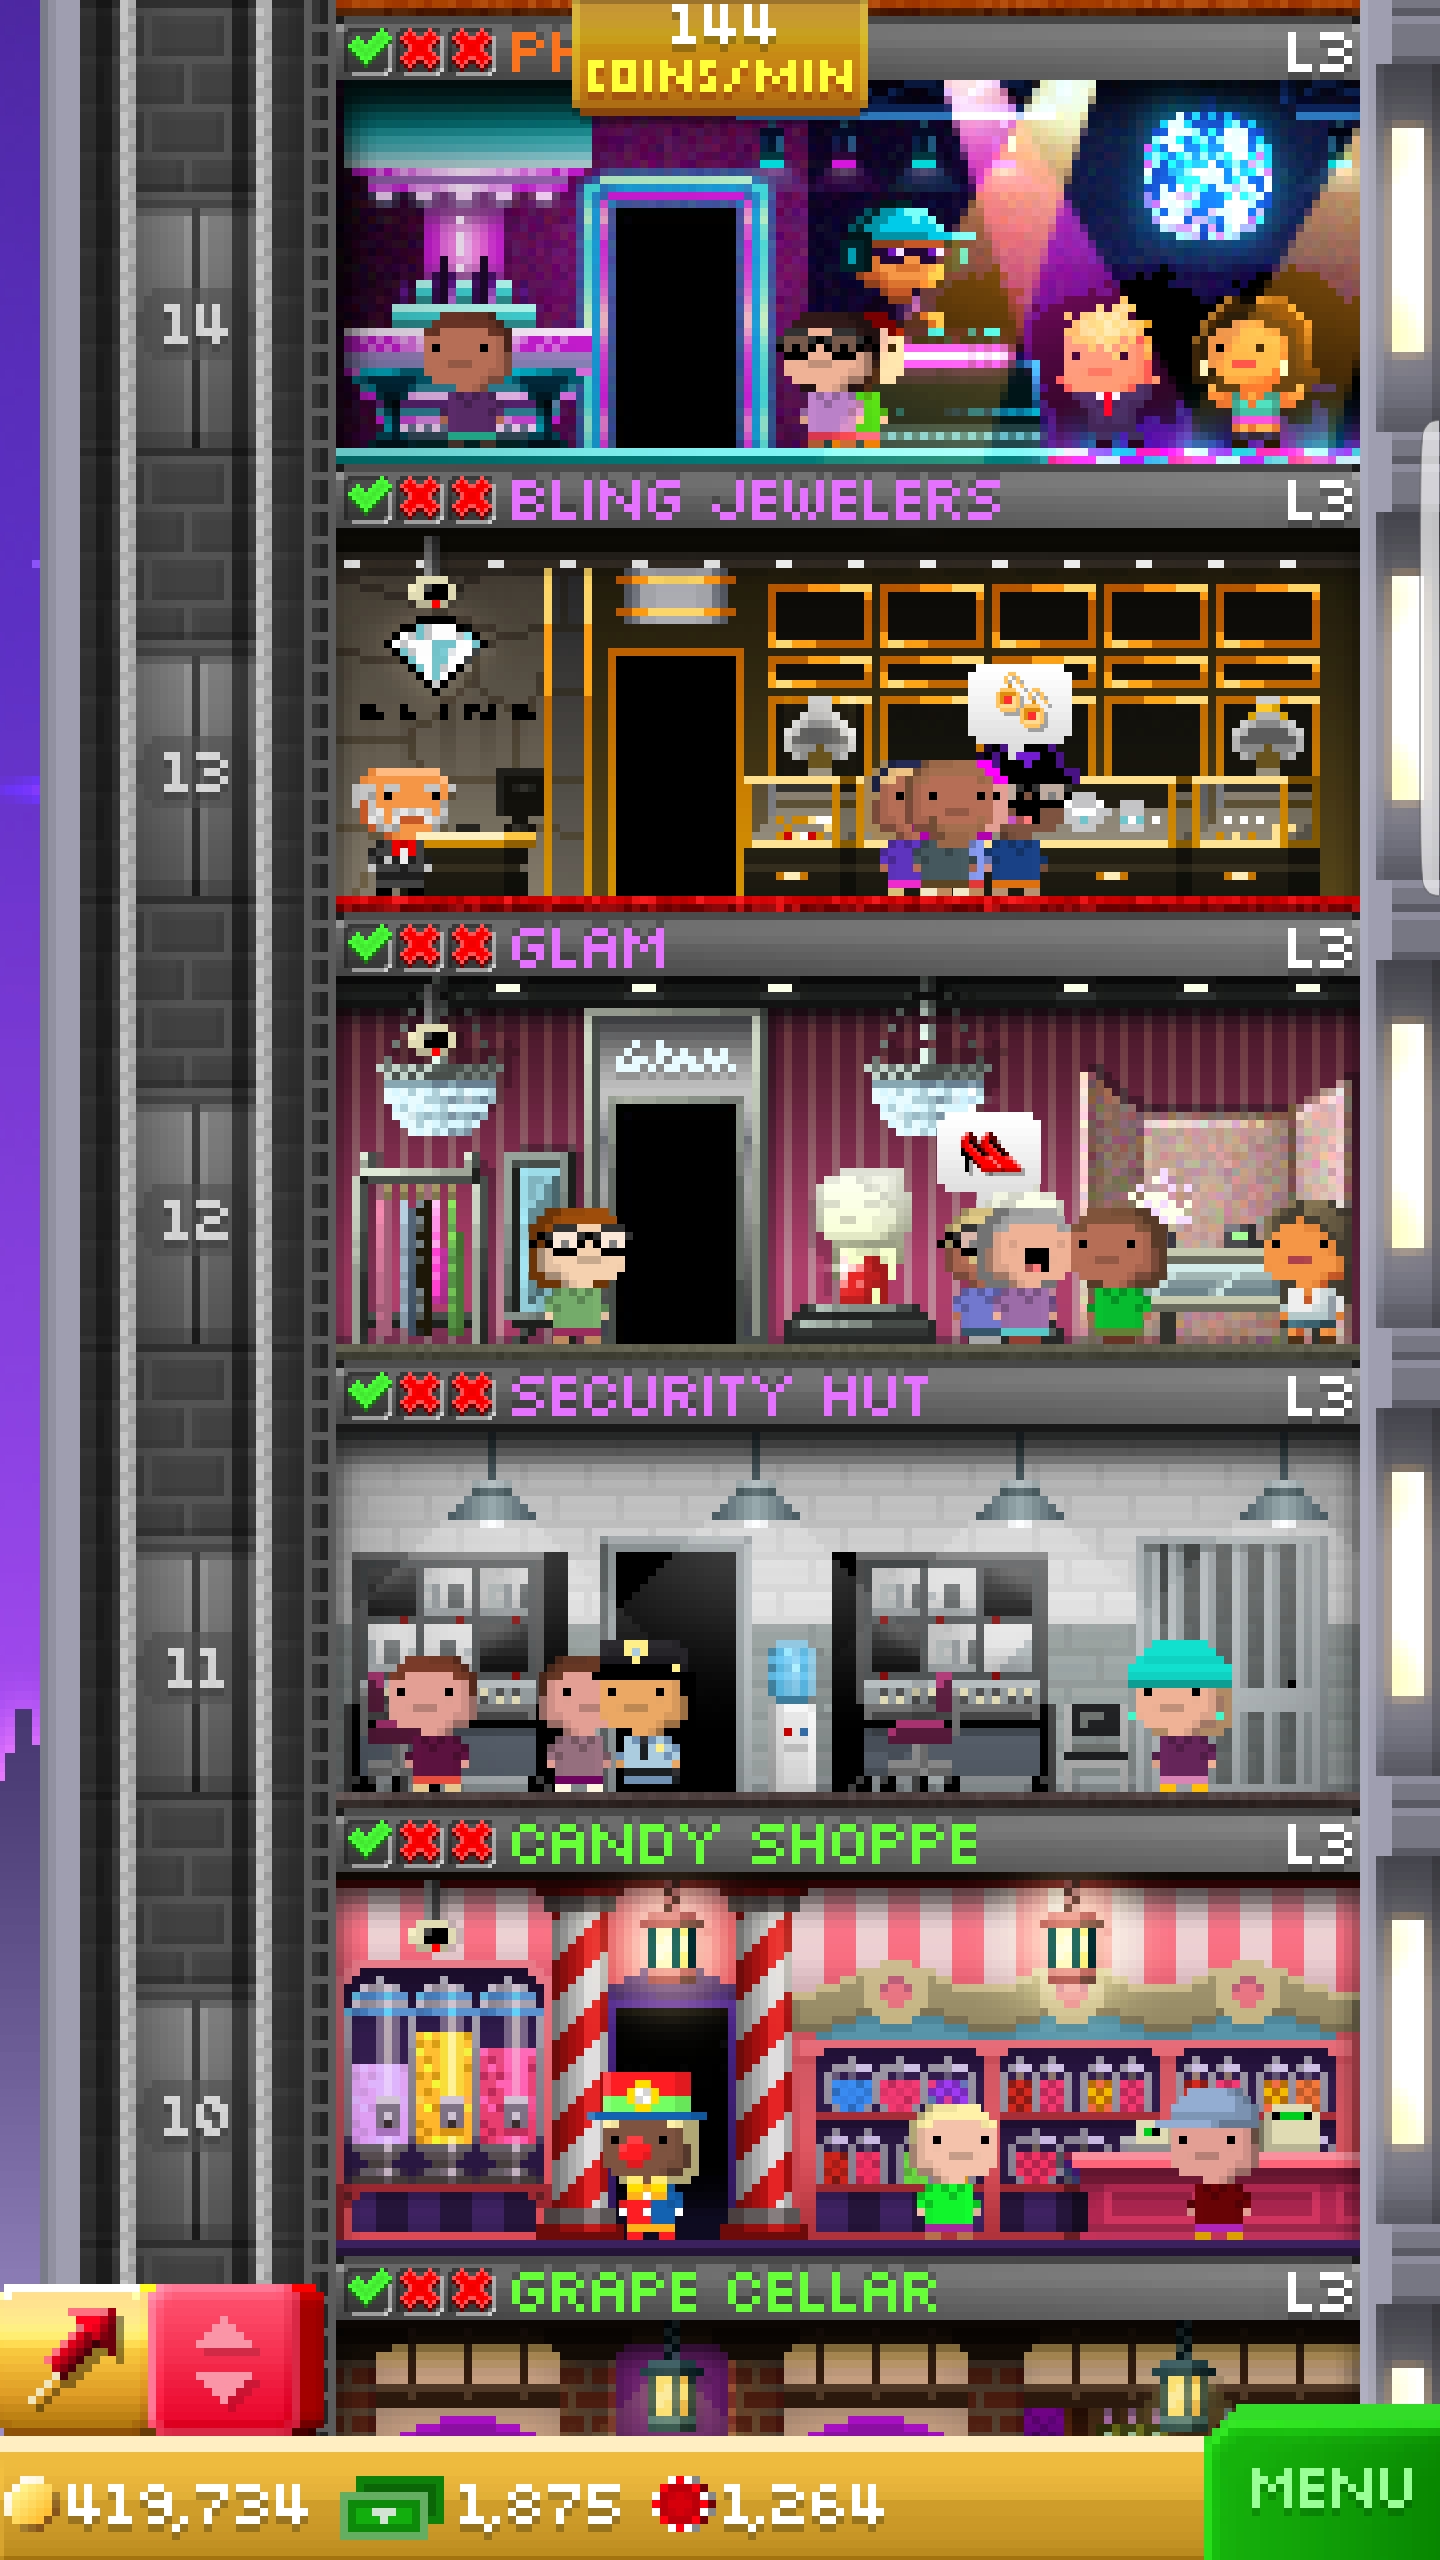 144
COINS/MIN
PH
L3
14
BLING JEWELERS
L3
13
GLAM
L3
Glam
12
SECURITY HUT
L3
11
CANDY SHOPPE
L3
10
GRAPE CELLAR
L3
419,734 1,875 1,264
MENU